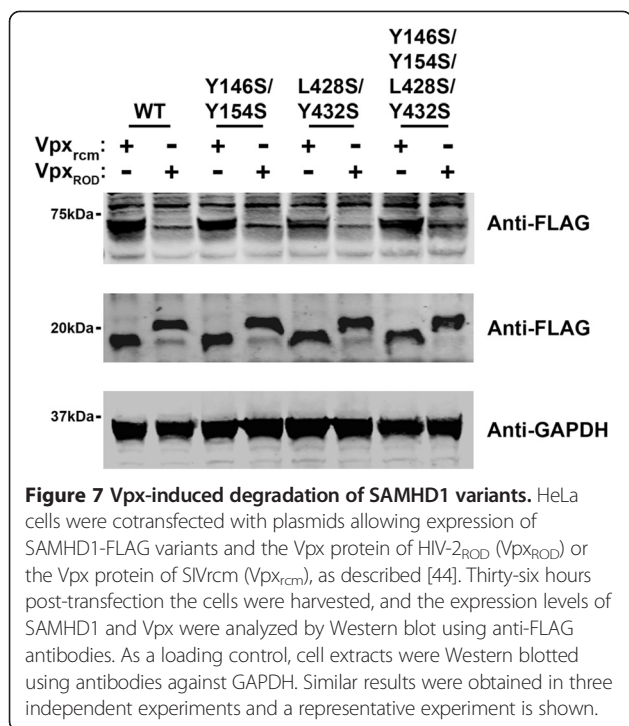 Y146S/
Y154S/
Y146S/ L428S/ L428S/
WT Y154S Y432S Y432S
Vpxrcm: + - + - + - + -
VpxROD: - + - + - + - +
75kDa-
Anti-FLAG
20kDa-
Anti-FLAG
37kDa-
Anti-GAPDH
Figure 7 Vpx-induced degradation of SAMHD1 variants. HeLa
cells were cotransfected with plasmids allowing expression of
SAMHD1-FLAG variants and the Vpx protein of HIV-2ROD (VpxROD) or
the Vpx protein of SIVrcm (Vpxrcm), as described [44]. Thirty-six hours
post-transfection the cells were harvested, and the expression levels of
SAMHD1 and Vpx were analyzed by Western blot using anti-FLAG
antibodies. As a loading control, cell extracts were Western blotted
using antibodies against GAPDH. Similar results were obtained in three
independent experiments and a representative experiment is shown.